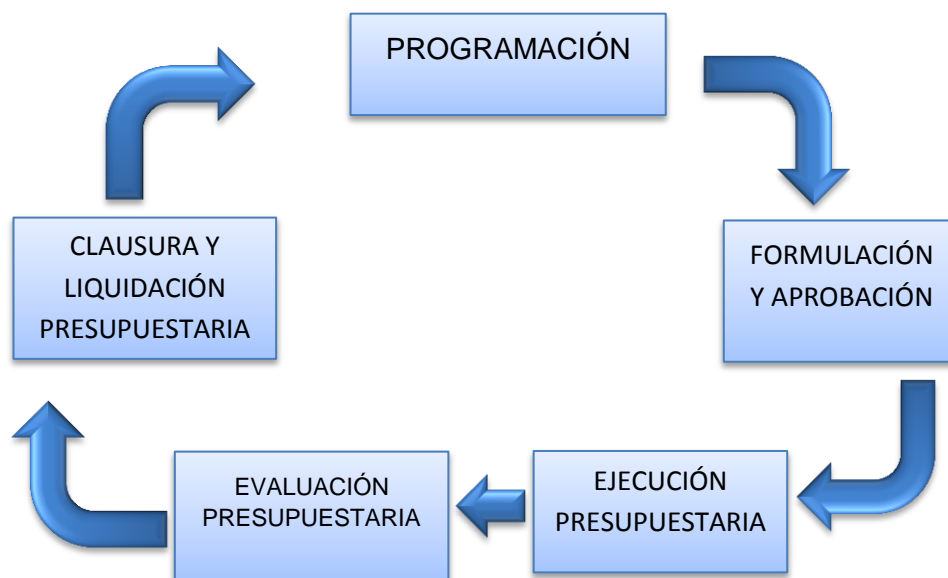 PROGRAMACIÓN
FORMULACIÓN
Y APROBACIÓN
EJECUCIÓN
PRESUPUESTARIA
EVALUACIÓN
PRESUPUESTARIA
CLAUSURA Y
LIQUIDACIÓN
PRESUPUESTARIA